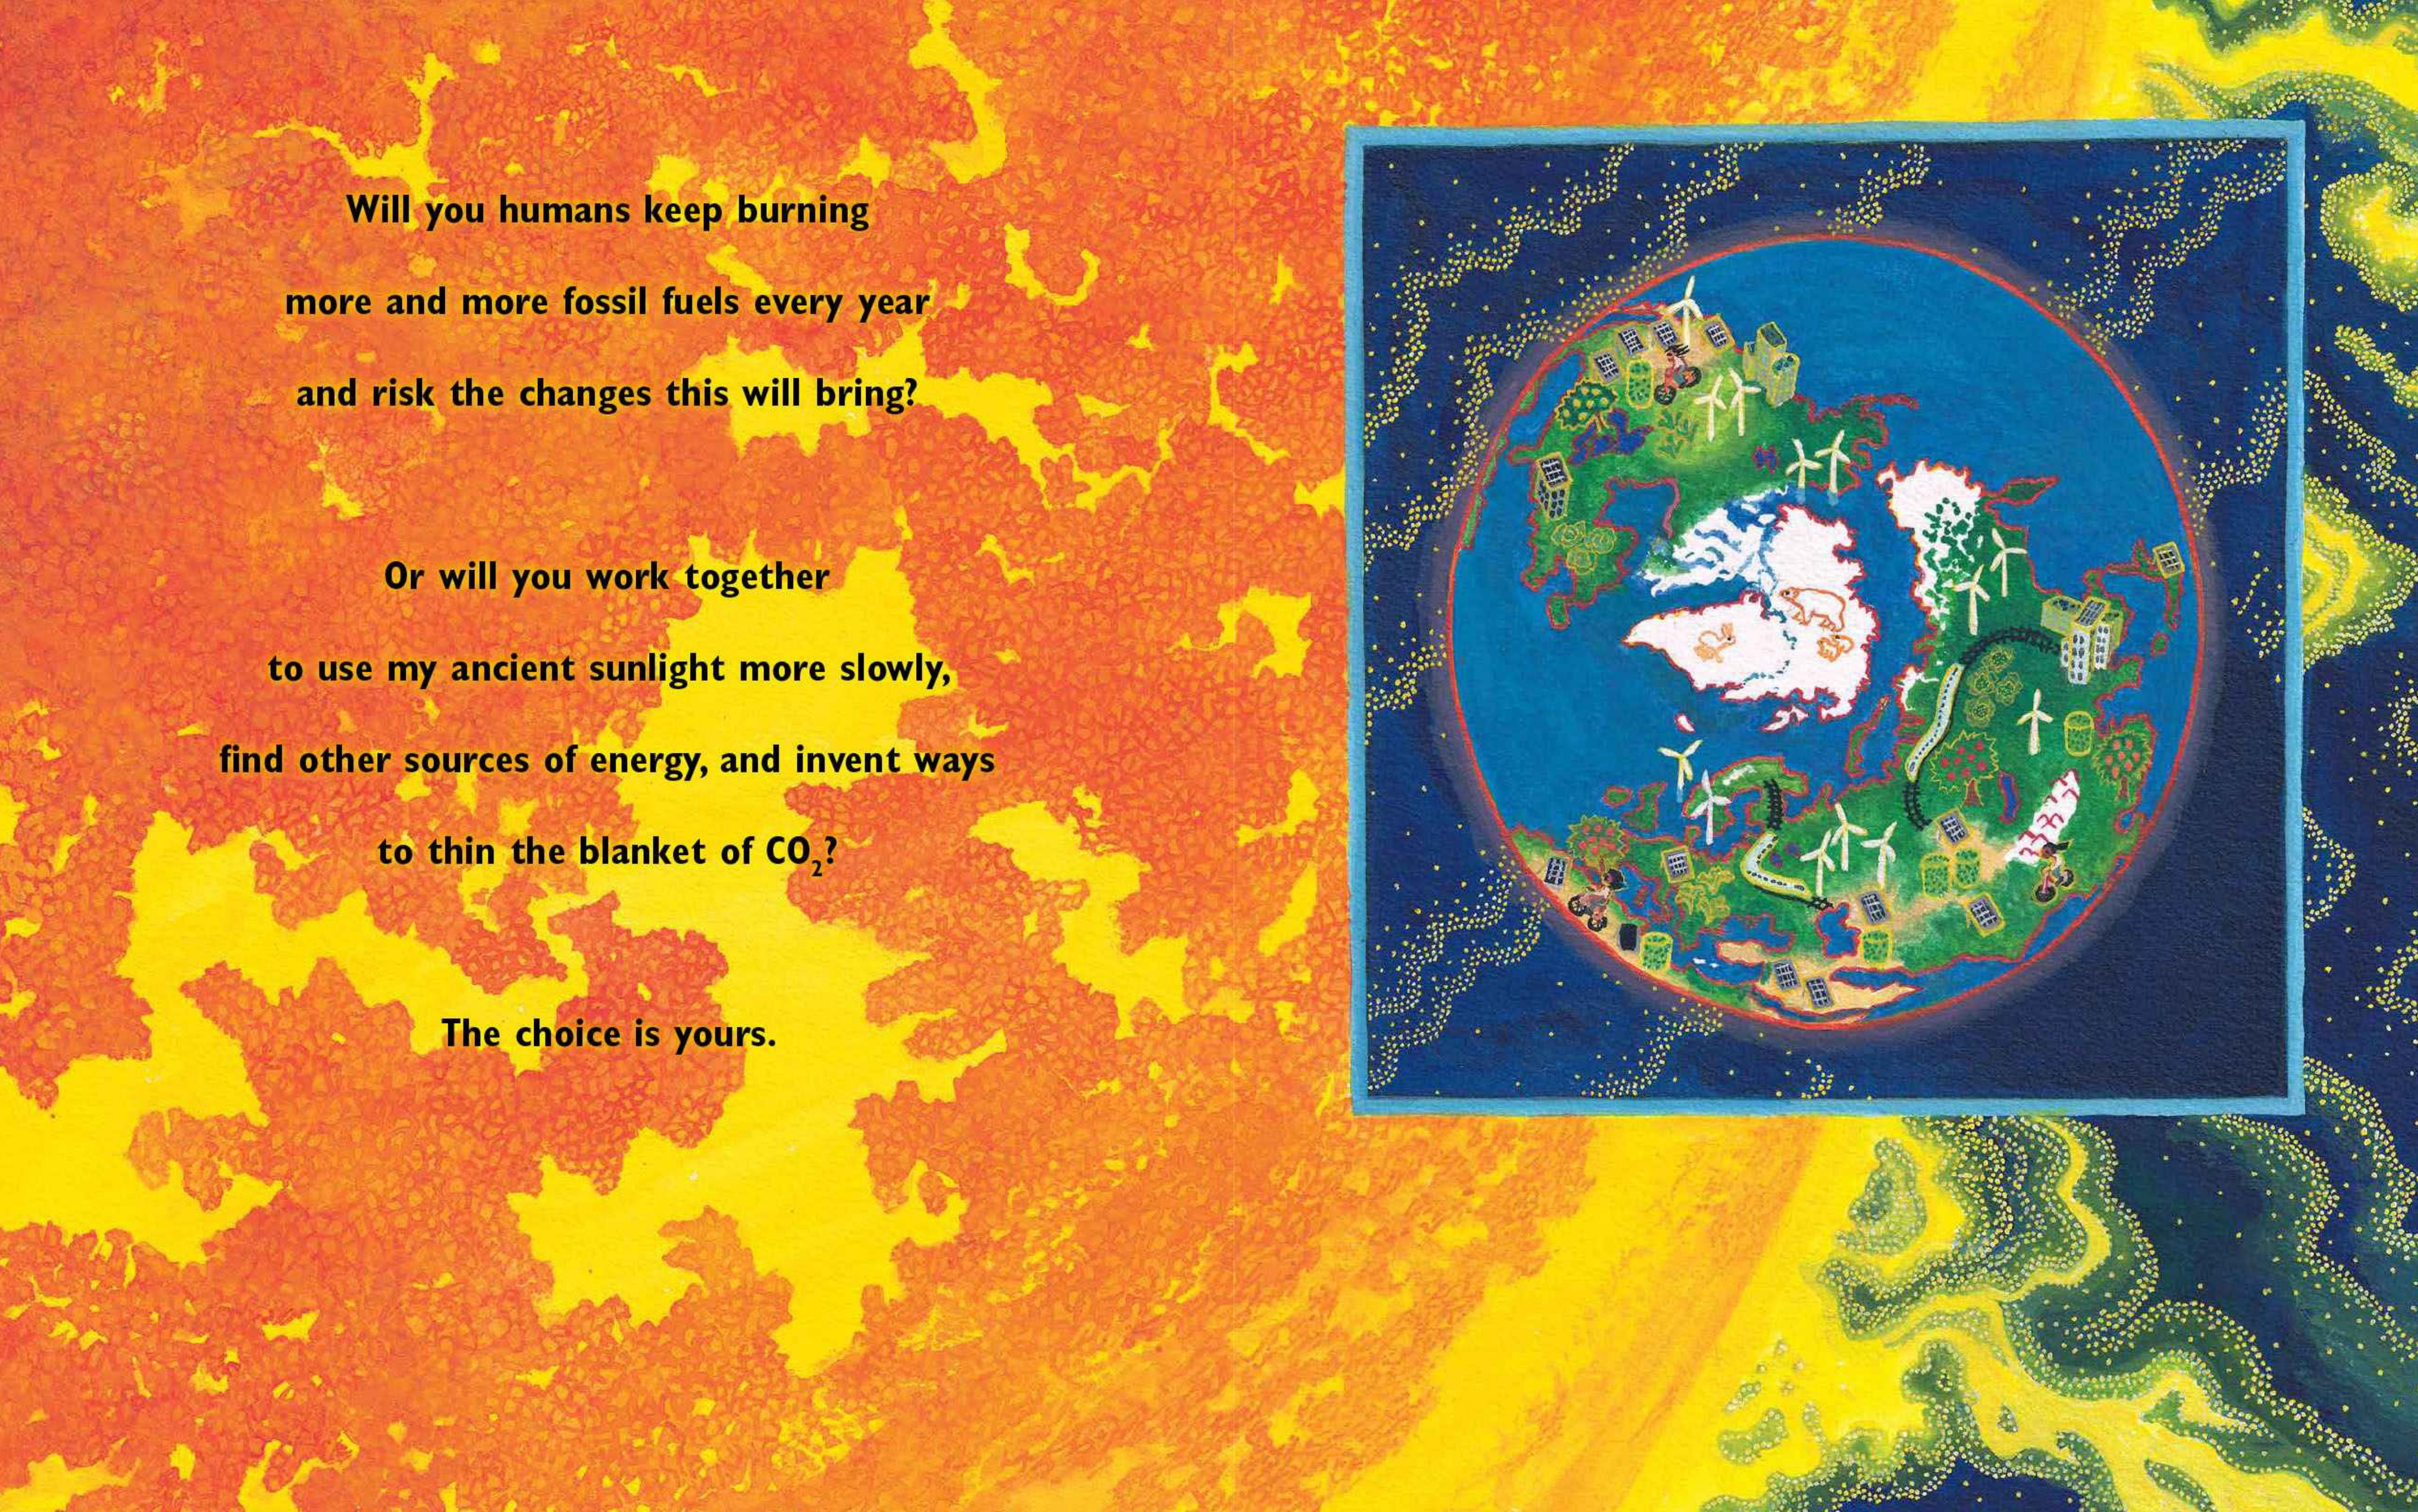 Will you humans keep burning
more and more fossil fuels every year
and risk the changes this will bring?
Or will you work together
to use my ancient sunlight more slowly,
find other sources of energy, and invent ways
to thin the blanket of CO₂?
The choice is yours.